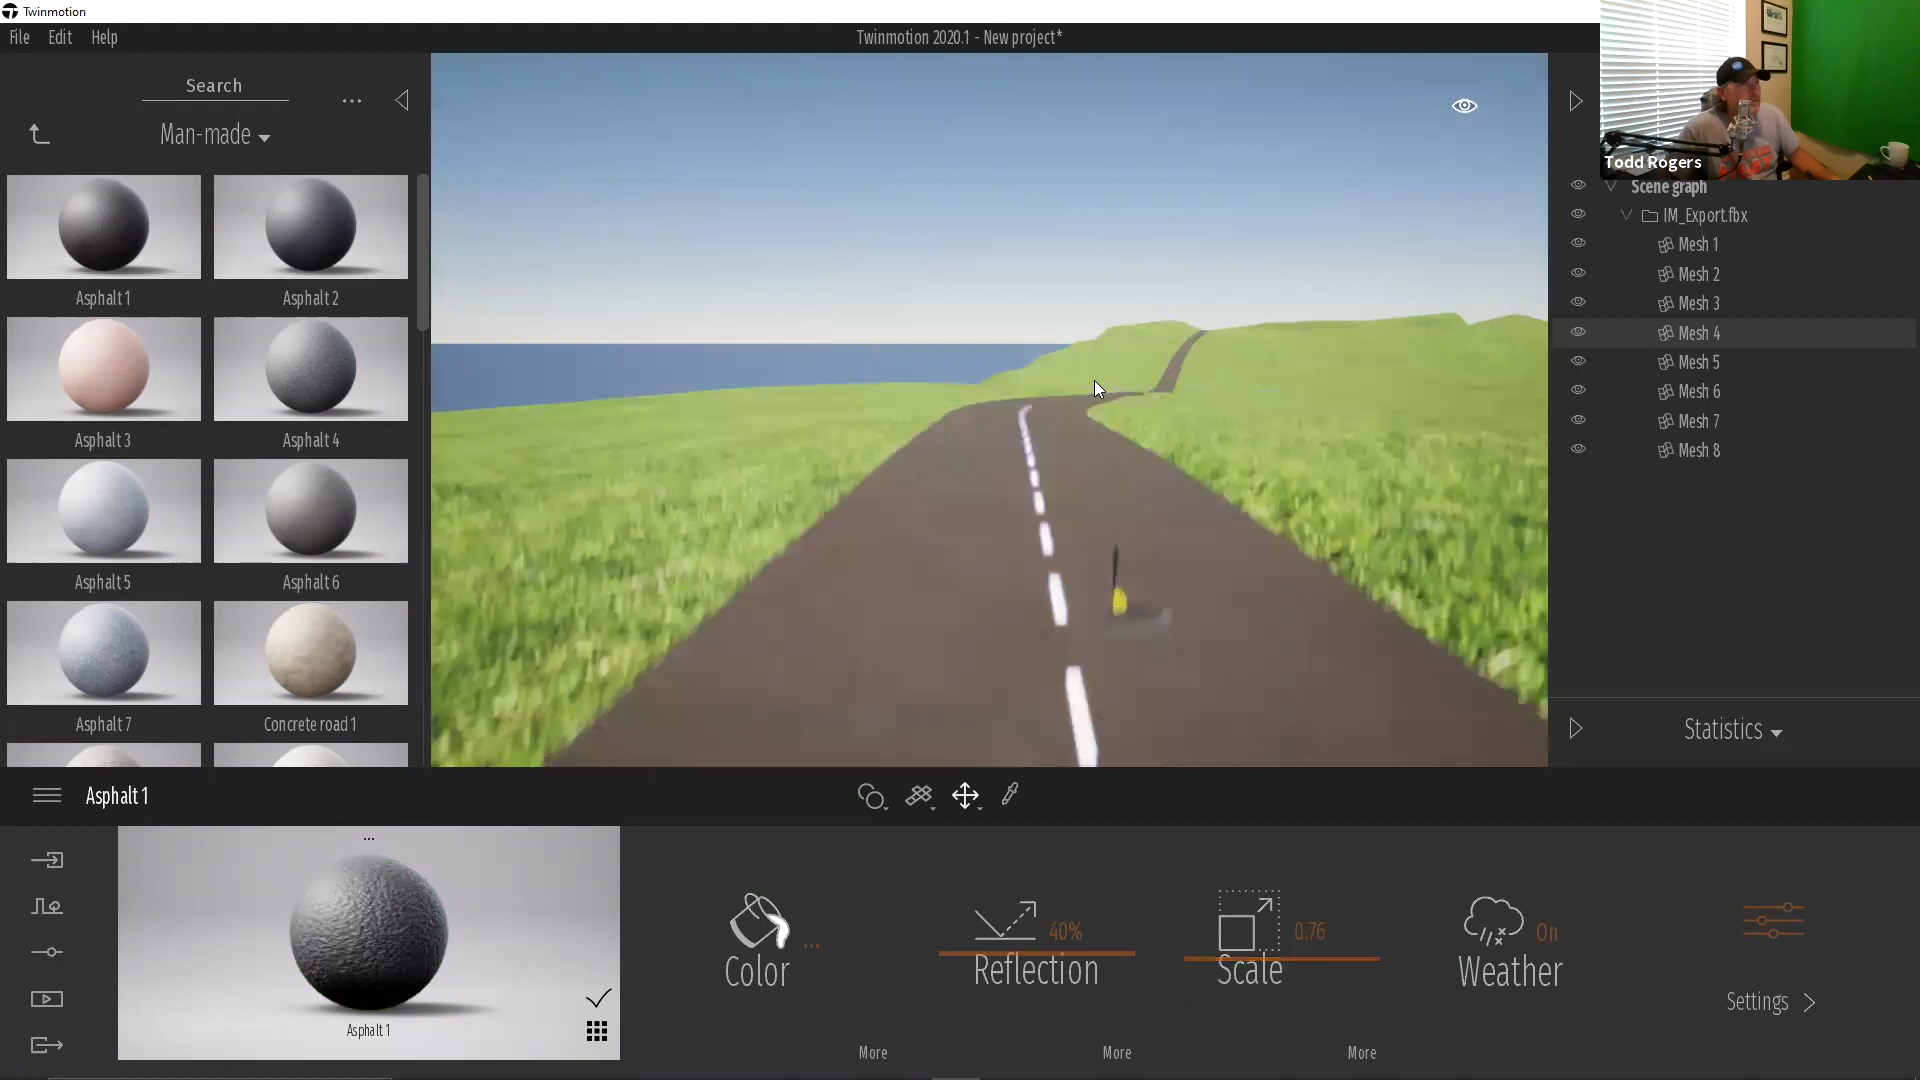 Twinmotion
File Edit Help
Twinmotion 2020.1 - New project*
Search
...
Man-made
Asphalt 1
Asphalt 2
Asphalt 3
Asphalt 4
Asphalt 5
Asphalt 6
Asphalt 7
Concrete road 1
Todd Rogers
Scene graph
IM_Export.fbx
Mesh 1
Mesh 2
Mesh 3
Mesh 4
Mesh 5
Mesh 6
Mesh 7
Mesh 8
Statistics
Asphalt 1
...
Asphalt 1
Color ...
More
Reflection 40%
More
Scale 0.76
More
Weather On
Settings